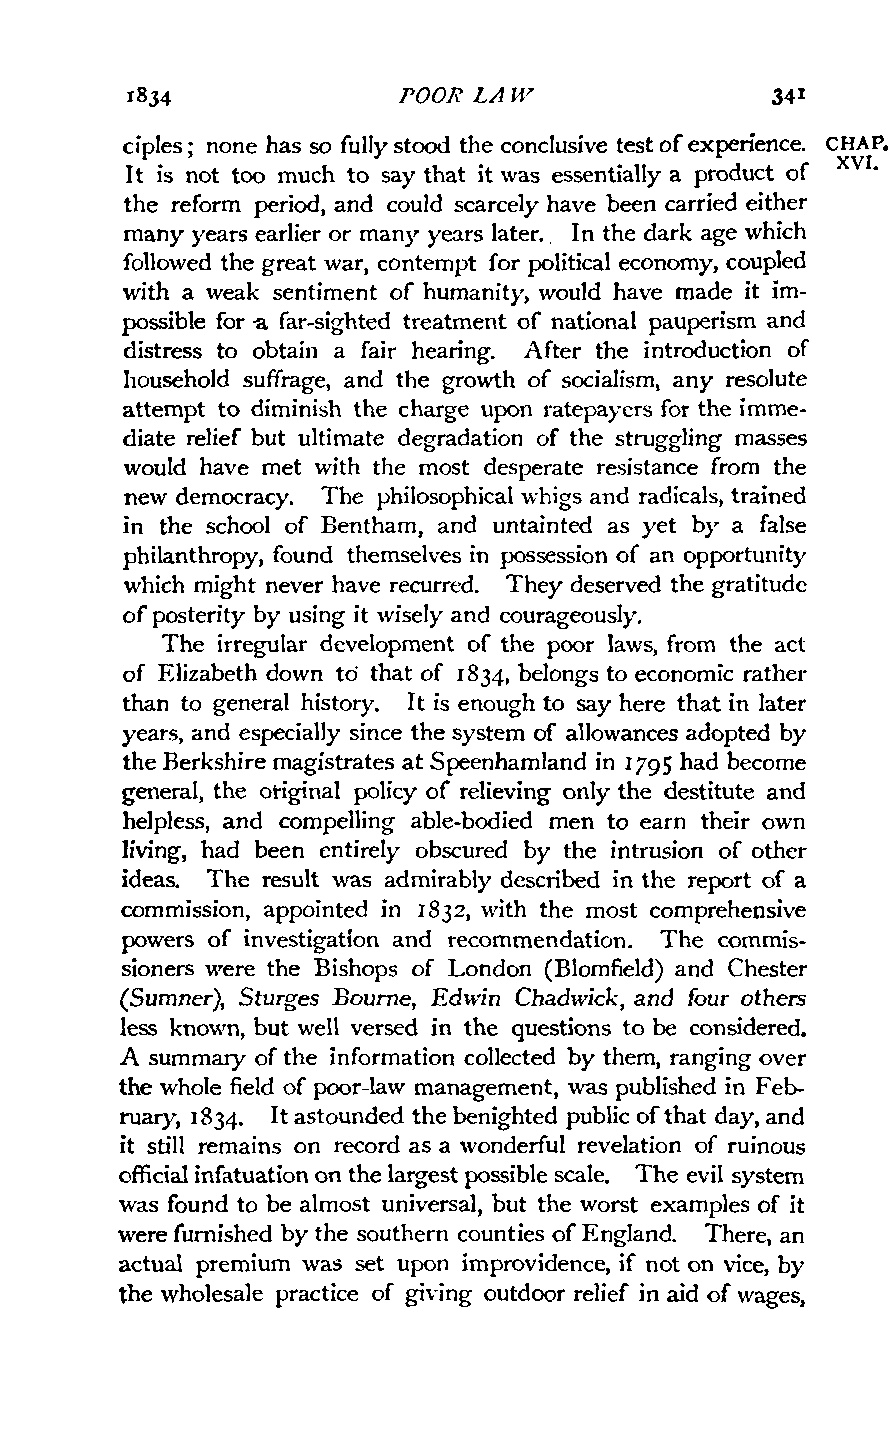 1834 POOR LAW 341
ciples; none has so fully stood the conclusive test of experience. CHAP.
It is not too much to say that it was essentially a product of XVI.
the reform period, and could scarcely have been carried either
many years earlier or many years later. In the dark age which
followed the great war, contempt for political economy, coupled
with a weak sentiment of humanity, would have made it im-
possible for a far-sighted treatment of national pauperism and
distress to obtain a fair hearing. After the introduction of
household suffrage, and the growth of socialism, any resolute
attempt to diminish the charge upon ratepayers for the imme-
diate relief but ultimate degradation of the struggling masses
would have met with the most desperate resistance from the
new democracy. The philosophical whigs and radicals, trained
in the school of Bentham, and untainted as yet by a false
philanthropy, found themselves in possession of an opportunity
which might never have recurred. They deserved the gratitude
of posterity by using it wisely and courageously.
The irregular development of the poor laws, from the act
of Elizabeth down to that of 1834, belongs to economic rather
than to general history. It is enough to say here that in later
years, and especially since the system of allowances adopted by
the Berkshire magistrates at Speenhamland in 1795 had become
general, the original policy of relieving only the destitute and
helpless, and compelling able-bodied men to earn their own
living, had been entirely obscured by the intrusion of other
ideas. The result was admirably described in the report of a
commission, appointed in 1832, with the most comprehensive
powers of investigation and recommendation. The commis-
sioners were the Bishops of London (Blomfield) and Chester
(Sumner), Sturges Bourne, Edwin Chadwick, and four others
less known, but well versed in the questions to be considered.
A summary of the information collected by them, ranging over
the whole field of poor-law management, was published in Feb-
ruary, 1834. It astounded the benighted public of that day, and
it still remains on record as a wonderful revelation of ruinous
official infatuation on the largest possible scale. The evil system
was found to be almost universal, but the worst examples of it
were furnished by the southern counties of England. There, an
actual premium was set upon improvidence, if not on vice, by
the wholesale practice of giving outdoor relief in aid of wages,